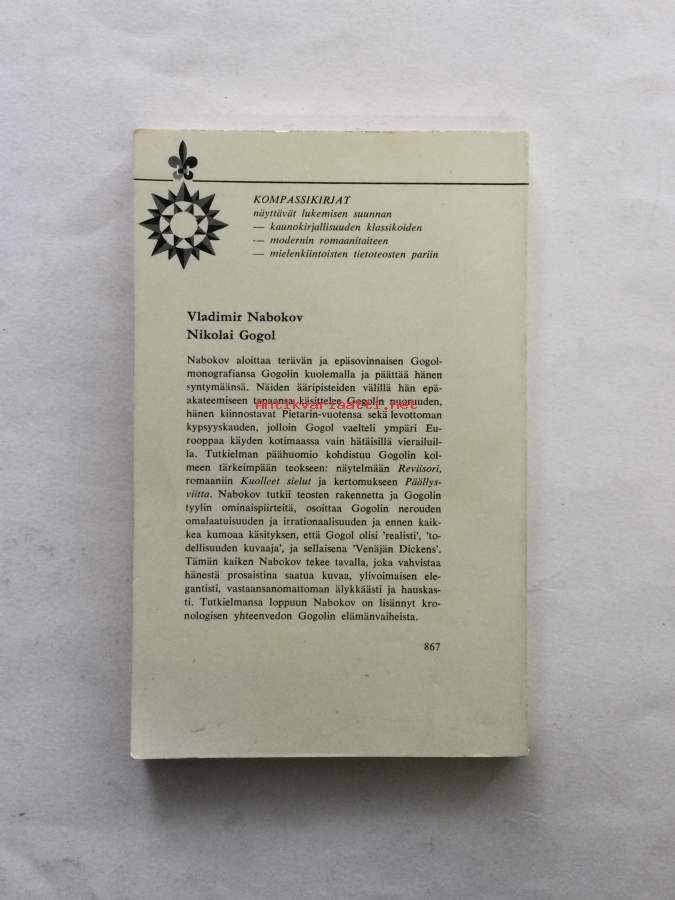 KOMPASSIKIRJAT
näyttävät lukemisen suunnan
— kaunokirjallisuuden klassikoiden
— modernin romaanitaiteen
— mielenkiintoisten tietoteosten pariin
Vladimir Nabokov
Nikolai Gogol
Nabokov aloittaa terävän ja epäsovinnaisen Gogol-
monografiansa Gogolin kuolemalla ja päättää hänen
syntymäänsä. Näiden ääripisteiden välillä hän epä-
akateemiseen tapaansa käsittelee Gogolin nuoruuden,
Antikvariaatti.net
hänen kiinnostavat Pietarin-vuotensa sekä levottoman
kypsyyskauden, jolloin Gogol vaelteli ympäri Eu-
rooppaa käyden kotimaassa vain hätäisillä vierailuil-
la. Tutkielman päähuomio kohdistuu Gogolin kol-
meen tärkeimpään teokseen: näytelmään Reviisori,
romaaniin Kuolleet sielut ja kertomukseen Päällys-
viitta. Nabokov tutkii teosten rakennetta ja Gogolin
tyylin ominaispiirteitä, osoittaa Gogolin nerouden
omalaatuisuuden ja irrationaalisuuden ja ennen kaik-
kea kumoaa käsityksen, että Gogol olisi 'realisti', 'to-
dellisuuden kuvaaja', ja sellaisena 'Venäjän Dickens'.
Tämän kaiken Nabokov tekee tavalla, joka vahvistaa
hänestä prosaistina saatua kuvaa, ylivoimaisen ele-
gantisti, vastaansanomattoman älykkäästi ja hauskas-
ti. Tutkielmansa loppuun Nabokov on lisännyt kro-
nologisen yhteenvedon Gogolin elämänvaiheista.
867